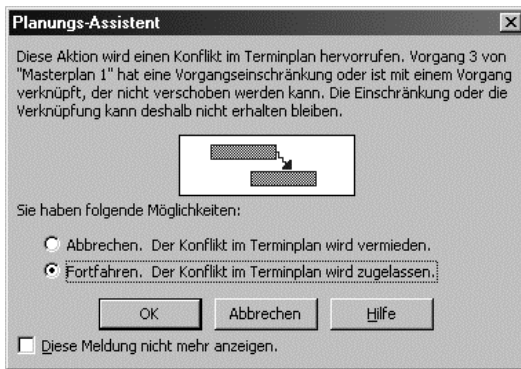 Planungs-Assistent
Diese Aktion wird einen Konflikt im Terminplan hervorrufen. Vorgang 3 von
"Masterplan 1" hat eine Vorgangseinschränkung oder ist mit einem Vorgang
verknüpft, der nicht verschoben werden kann. Die Einschränkung oder die
Verknüpfung kann deshalb nicht erhalten bleiben.
Sie haben folgende Möglichkeiten:
Abbrechen. Der Konflikt im Terminplan wird vermieden.
Fortfahren. Der Konflikt im Terminplan wird zugelassen.
OK Abbrechen Hilfe
Diese Meldung nicht mehr anzeigen.